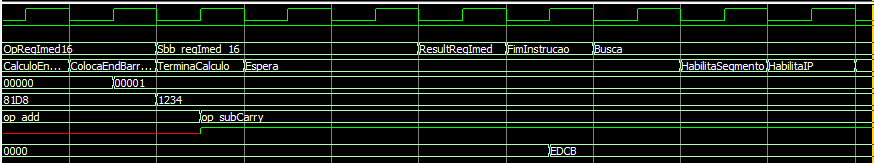 OpRegImed16 Sbb_regImed_16 ResultRegImed FimInstrucao Busca
CalculoEn... ColocaEndBarr... TerminaCalculo Espera HabilitaSegmento HabilitaIP
00000 00001
81D8 1234
op_add op_subCarry
0000 EDCB